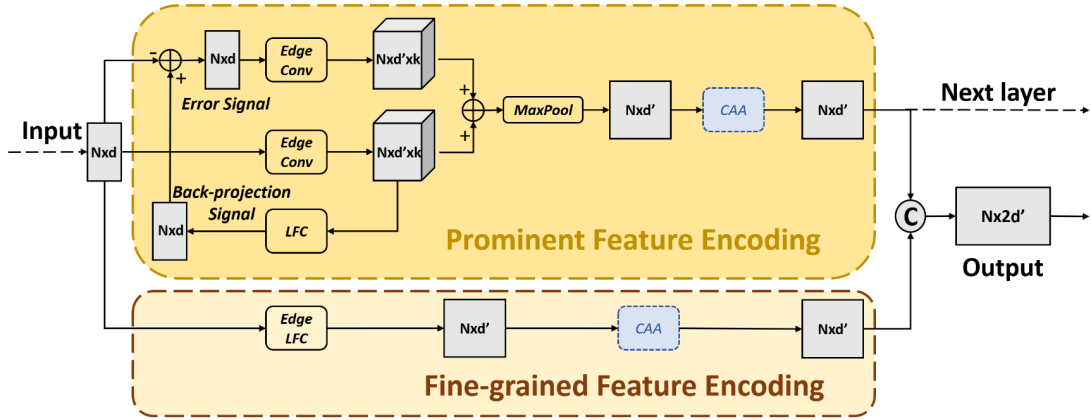 Nxd
Edge
Conv
Nxd'xk
- +
+
Error Signal
Input
Nxd
Edge
Conv
Nxd'xk
+
MaxPool
Nxd'
CAA
Nxd'
Next layer
Back-projection
Signal
Nxd
LFC
Prominent Feature Encoding
C
Nx2d'
Output
Edge
LFC
Nxd'
CAA
Nxd'
Fine-grained Feature Encoding